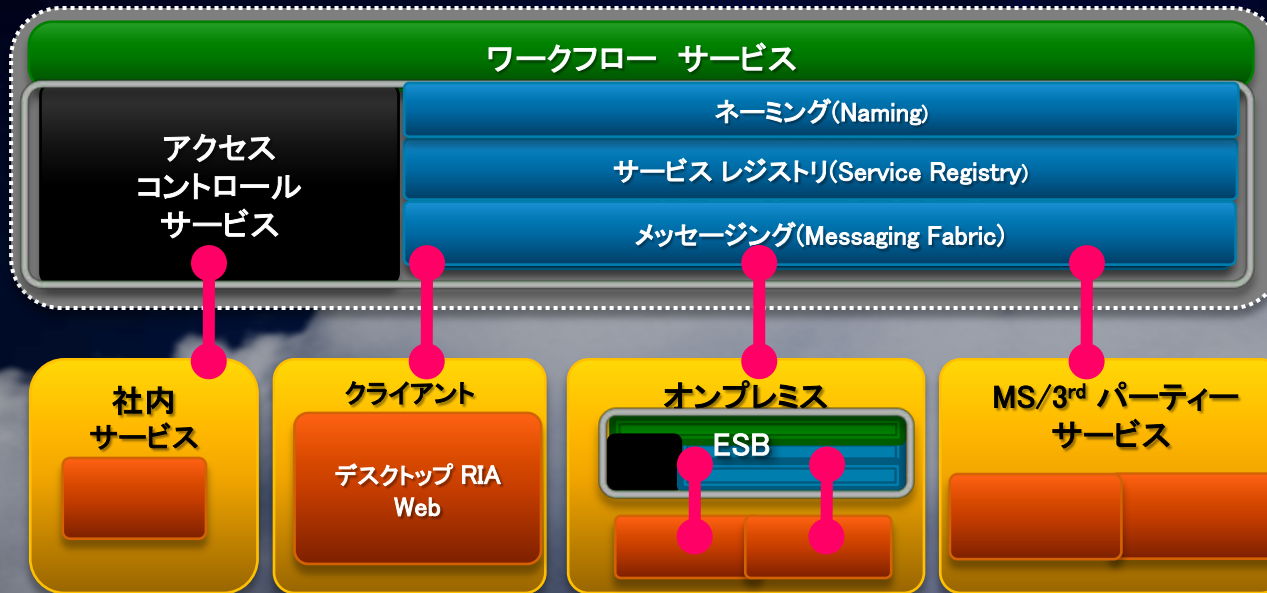 ワークフロー サービス
アクセス
コントロール
サービス
ネーミング(Naming)
サービス レジストリ(Service Registry)
メッセージング(Messaging Fabric)
社内
サービス
クライアント
デスクトップ RIA
Web
オンプレミス
ESB
MS/3rd パーティー
サービス